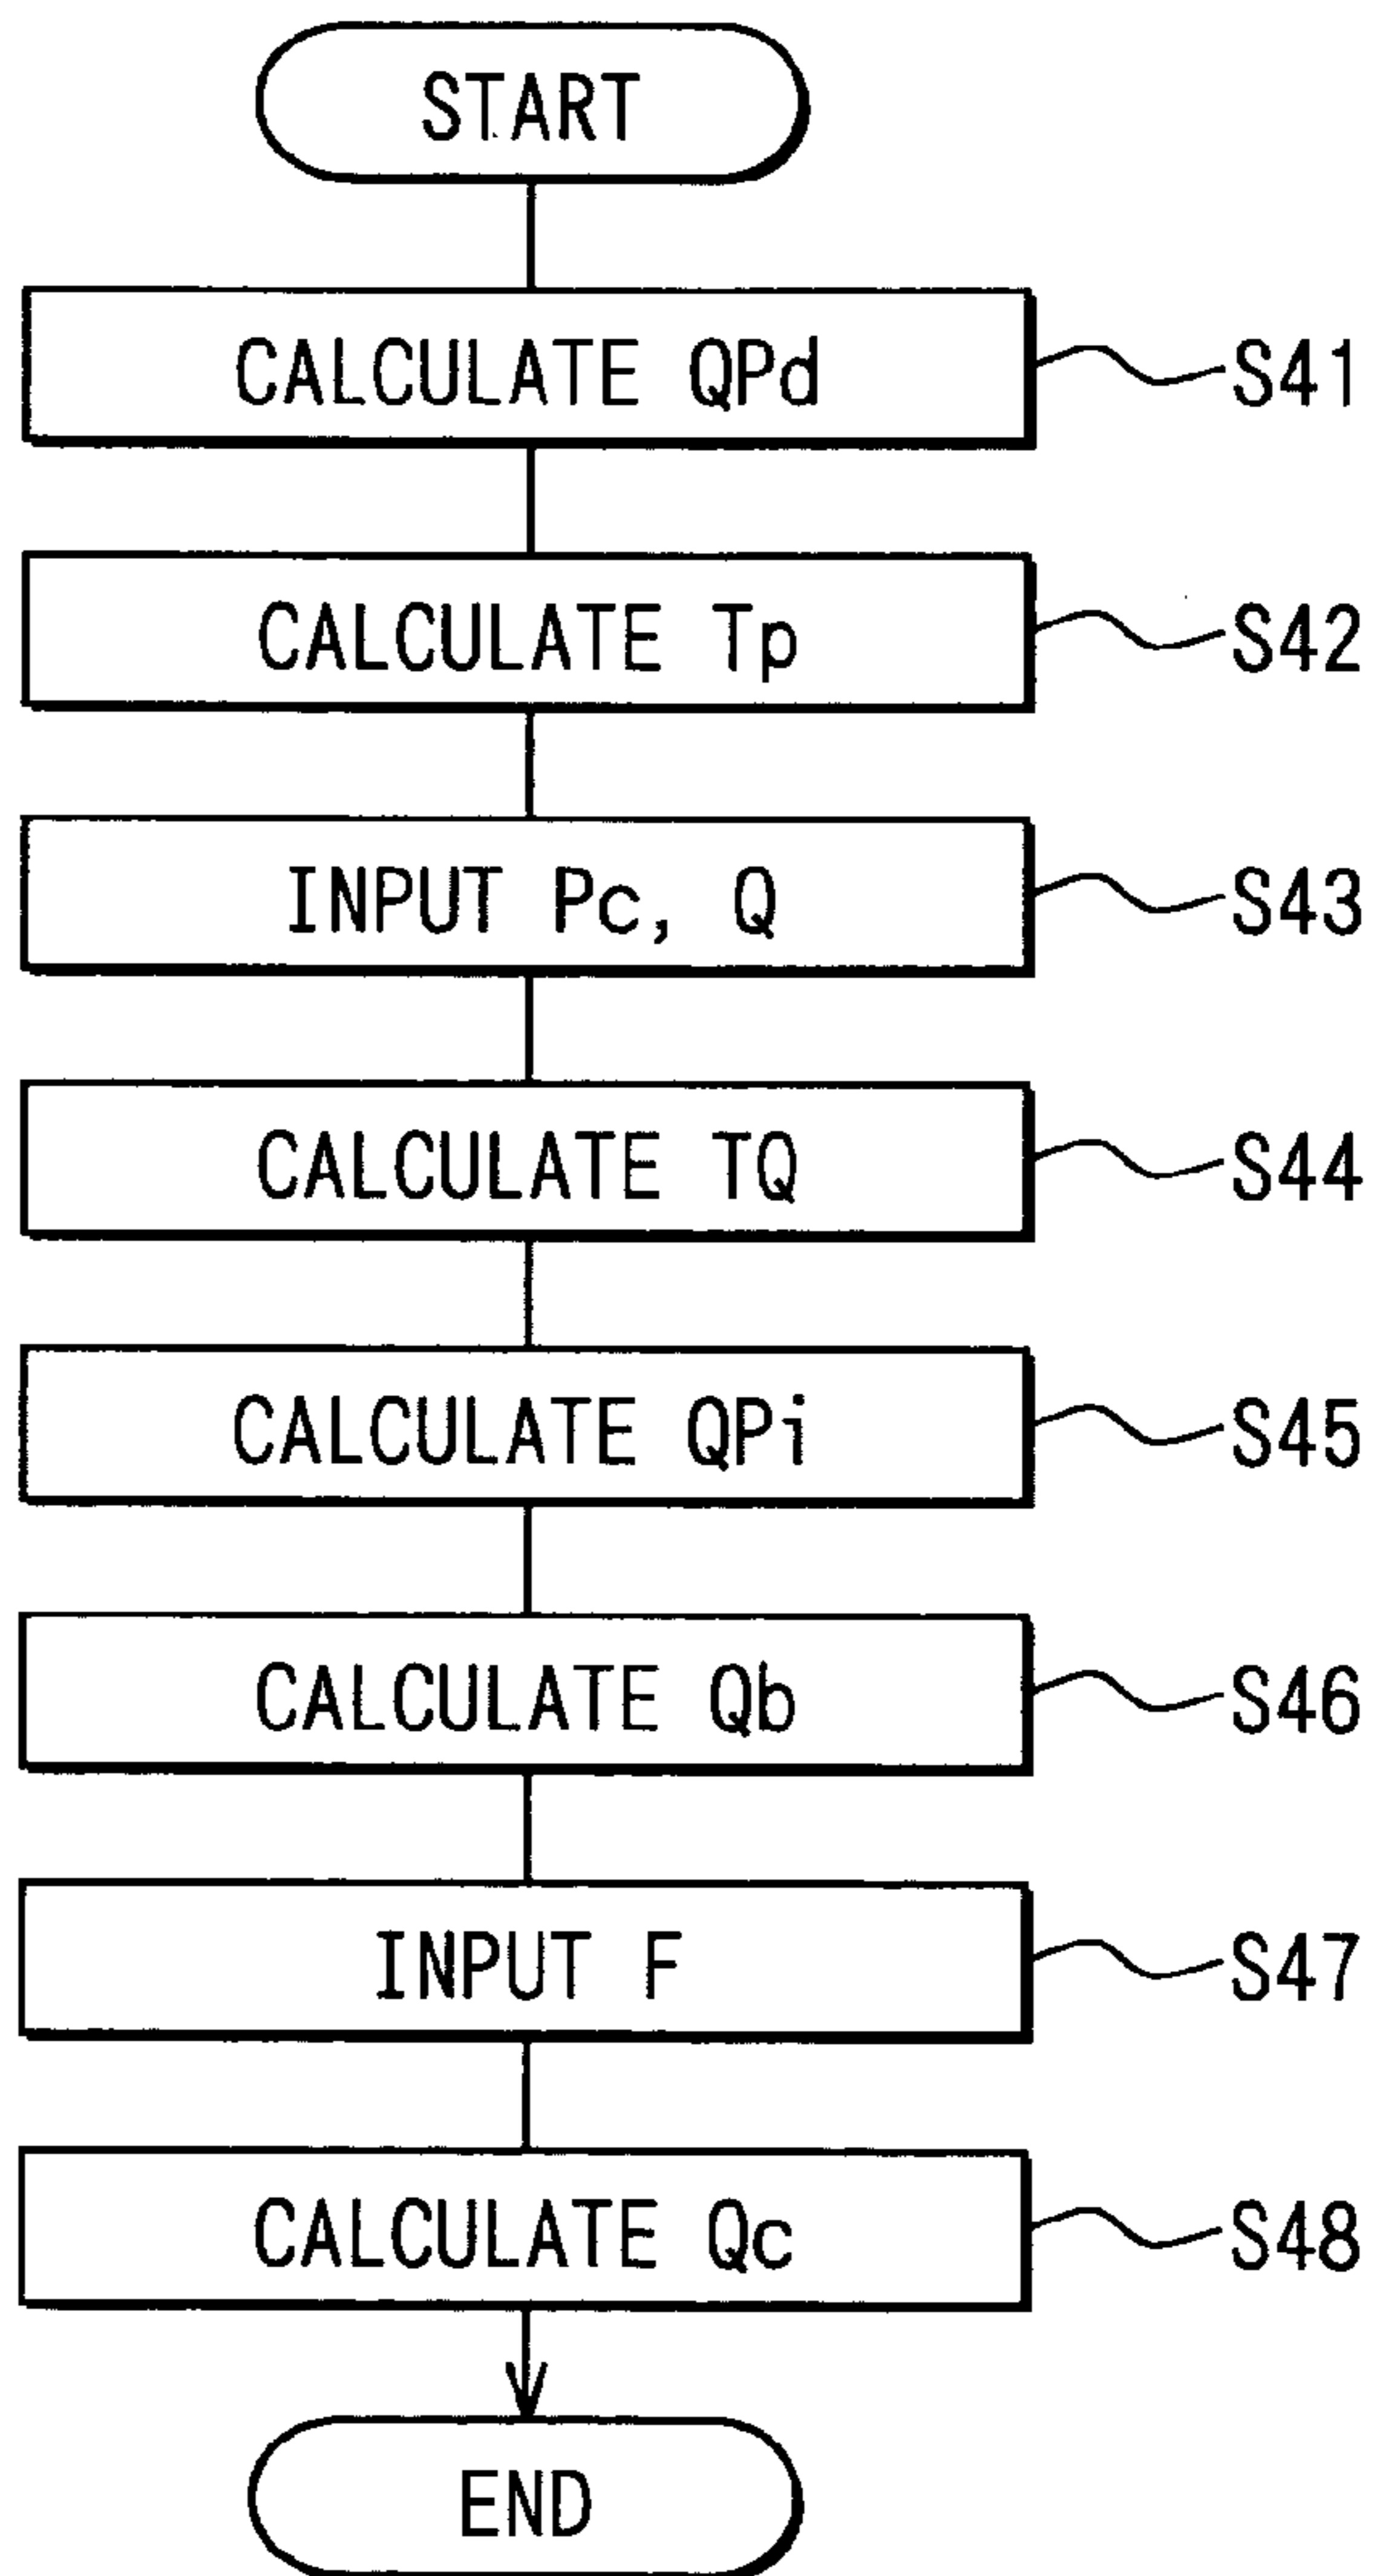 START
CALCULATE QPd S41
CALCULATE Tp S42
INPUT Pc, Q S43
CALCULATE TQ S44
CALCULATE QPi S45
CALCULATE Qb S46
INPUT F S47
CALCULATE Qc S48
END